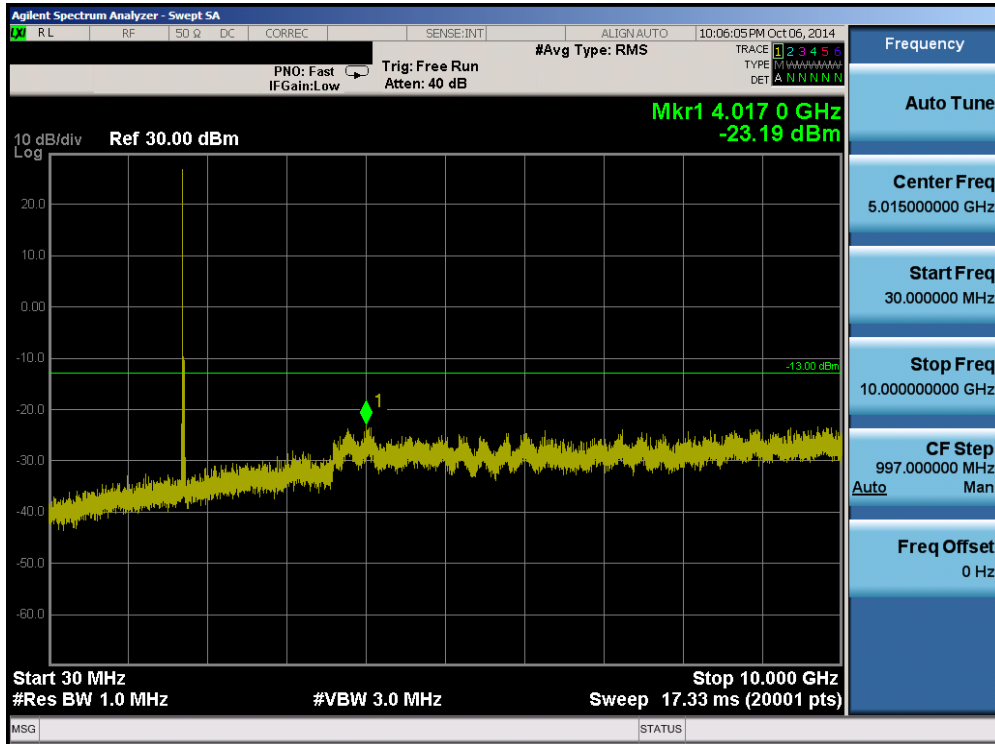 Agilent Spectrum Analyzer - Swept SA
LXI RL RF 50 Ω DC CORREC SENSE:INT ALIGN AUTO 10:06:05 PM Oct 06, 2014
#Avg Type: RMS TRACE 1 2 3 4 5 6
PNO: Fast Trig: Free Run TYPE M WWWWW
IFGain:Low Atten: 40 dB DET A N N N N N
Mkr1 4.017 0 GHz
-23.19 dBm
10 dB/div Ref 30.00 dBm
Log
20.0
10.0
0.00
-10.0
-13.00 dBm
-20.0
1
-30.0
-40.0
-50.0
-60.0
Start 30 MHz Stop 10.000 GHz
#Res BW 1.0 MHz #VBW 3.0 MHz Sweep 17.33 ms (20001 pts)
MSG STATUS
Frequency
Auto Tune
Center Freq
5.015000000 GHz
Start Freq
30.000000 MHz
Stop Freq
10.000000000 GHz
CF Step
997.000000 MHz
Auto Man
Freq Offset
0 Hz